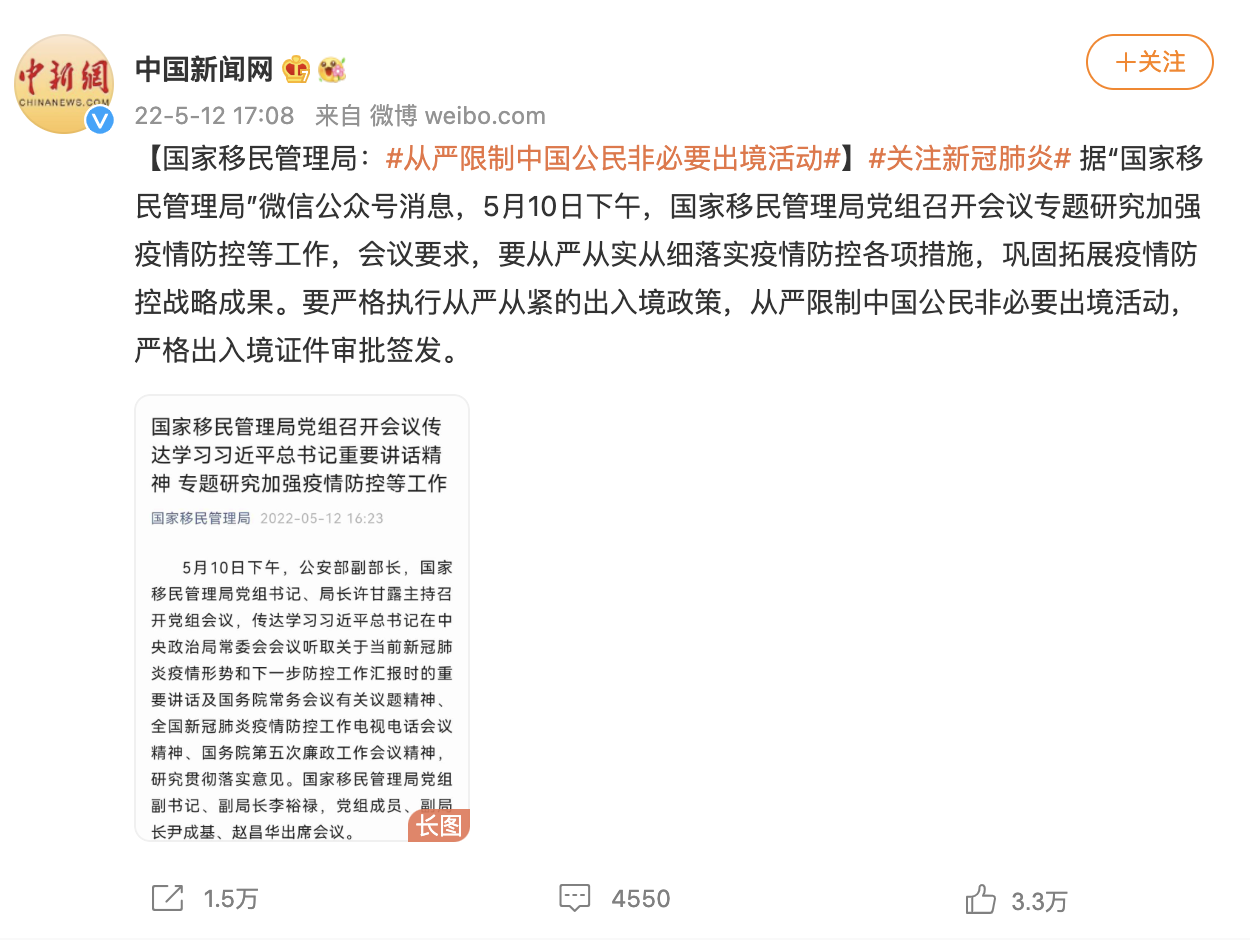 中新網
CHINANEWS.COM
中国新闻网
+关注
22-5-12 17:08 来自 微博 weibo.com
【国家移民管理局：#从严限制中国公民非必要出境活动#】#关注新冠肺炎# 据“国家移
民管理局”微信公众号消息，5月10日下午，国家移民管理局党组召开会议专题研究加强
疫情防控等工作，会议要求，要从严从实从细落实疫情防控各项措施，巩固拓展疫情防
控战略成果。要严格执行从严从紧的出入境政策，从严限制中国公民非必要出境活动，
严格出入境证件审批签发。
国家移民管理局党组召开会议传
达学习习近平总书记重要讲话精
神 专题研究加强疫情防控等工作
国家移民管理局 2022-05-12 16:23
5月10日下午，公安部副部长，国家
移民管理局党组书记、局长许甘露主持召
开党组会议，传达学习习近平总书记在中
央政治局常委会会议听取关于当前新冠肺
炎疫情形势和下一步防控工作汇报时的重
要讲话及国务院常务会议有关议题精神、
全国新冠肺炎疫情防控工作电视电话会议
精神、国务院第五次廉政工作会议精神，
研究贯彻落实意见。国家移民管理局党组
副书记、副局长李裕禄，党组成员、副局
长尹成基、赵昌华出席会议。
长图
1.5万
4550
3.3万